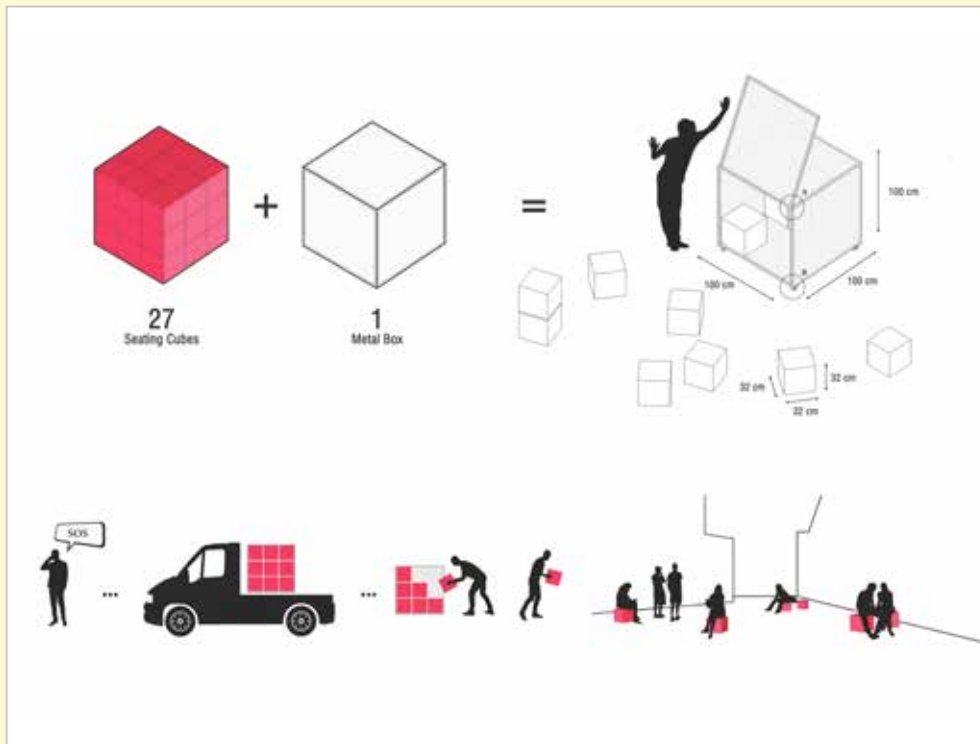 +
=
27
Seating Cubes
1
Metal Box
100 cm
100 cm
100 cm
32 cm
32 cm
32 cm
SOS
...
...